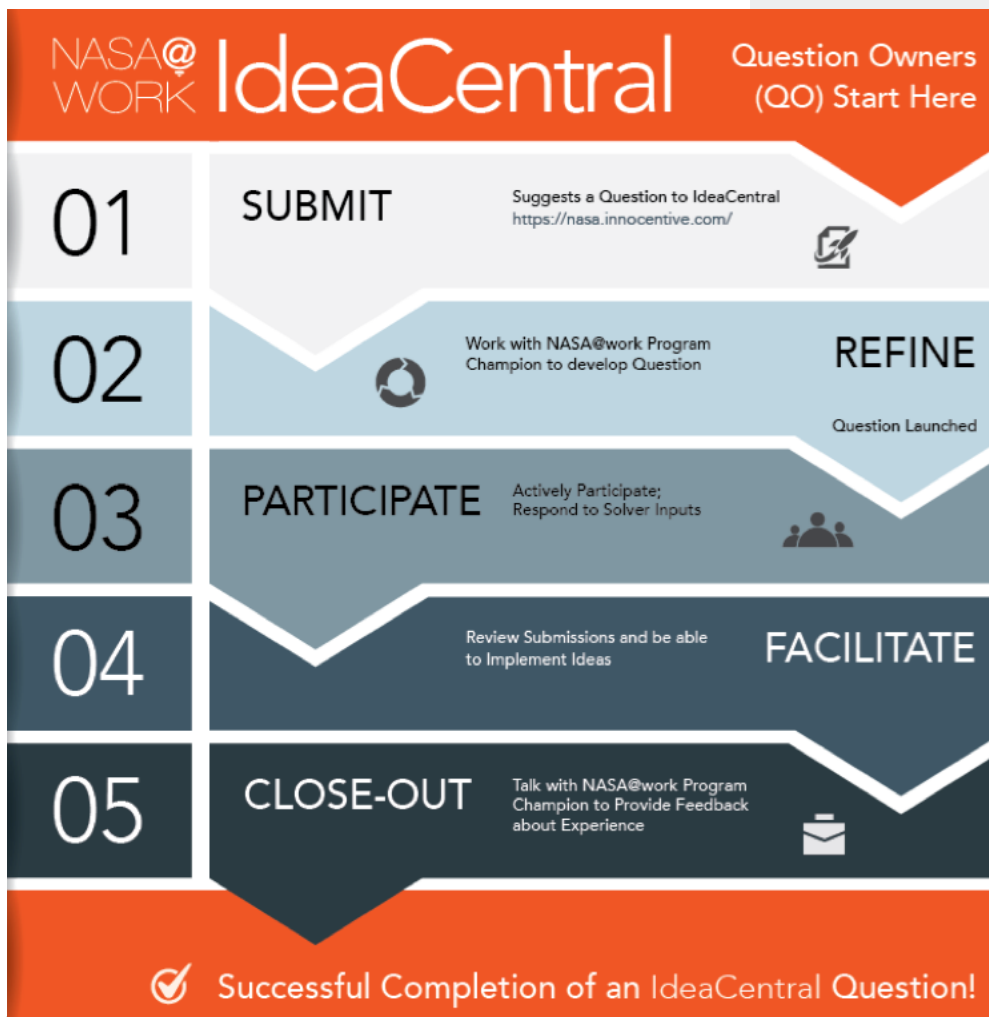 NASA@
WORK
IdeaCentral
Question Owners
(QO) Start Here
01
SUBMIT
Suggests a Question to IdeaCentral
https://nasa.innocentive.com/
02
Work with NASA@work Program
Champion to develop Question
REFINE
Question Launched
03
PARTICIPATE
Actively Participate;
Respond to Solver Inputs
04
Review Submissions and be able
to Implement Ideas
FACILITATE
05
CLOSE-OUT
Talk with NASA@work Program
Champion to Provide Feedback
about Experience
Successful Completion of an IdeaCentral Question!